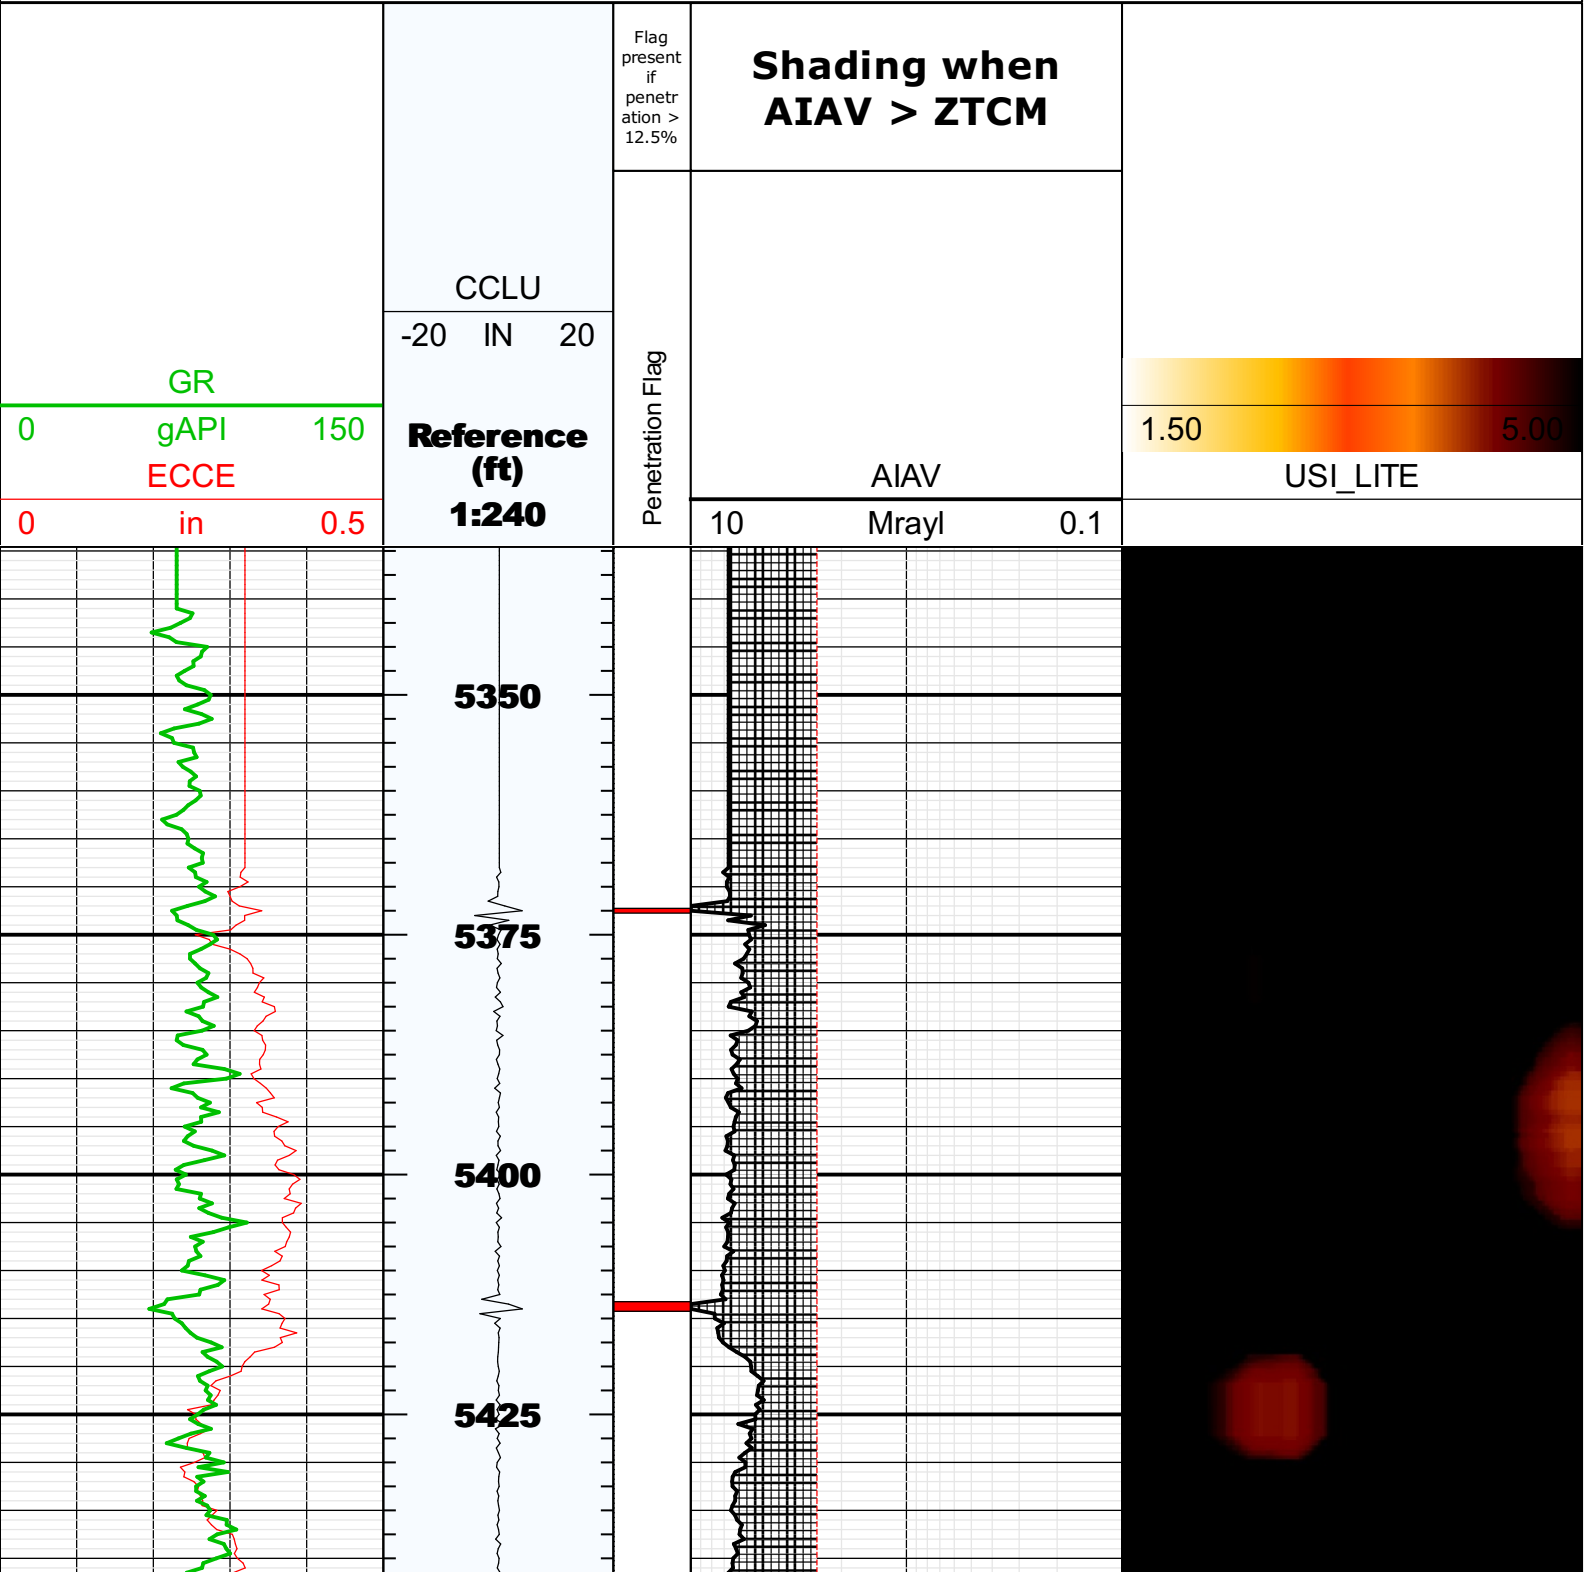 Flag
present
if
penetr
ation >
12.5%
Shading when
AIAV > ZTCM
CCLU
-20 IN 20
GR
0 gAPI 150
ECCE
0 in 0.5
Reference
(ft)
1:240
Penetration Flag
AIAV
10 Mrayl 0.1
1.50 5.00
USI_LITE
5350
5375
5400
5425